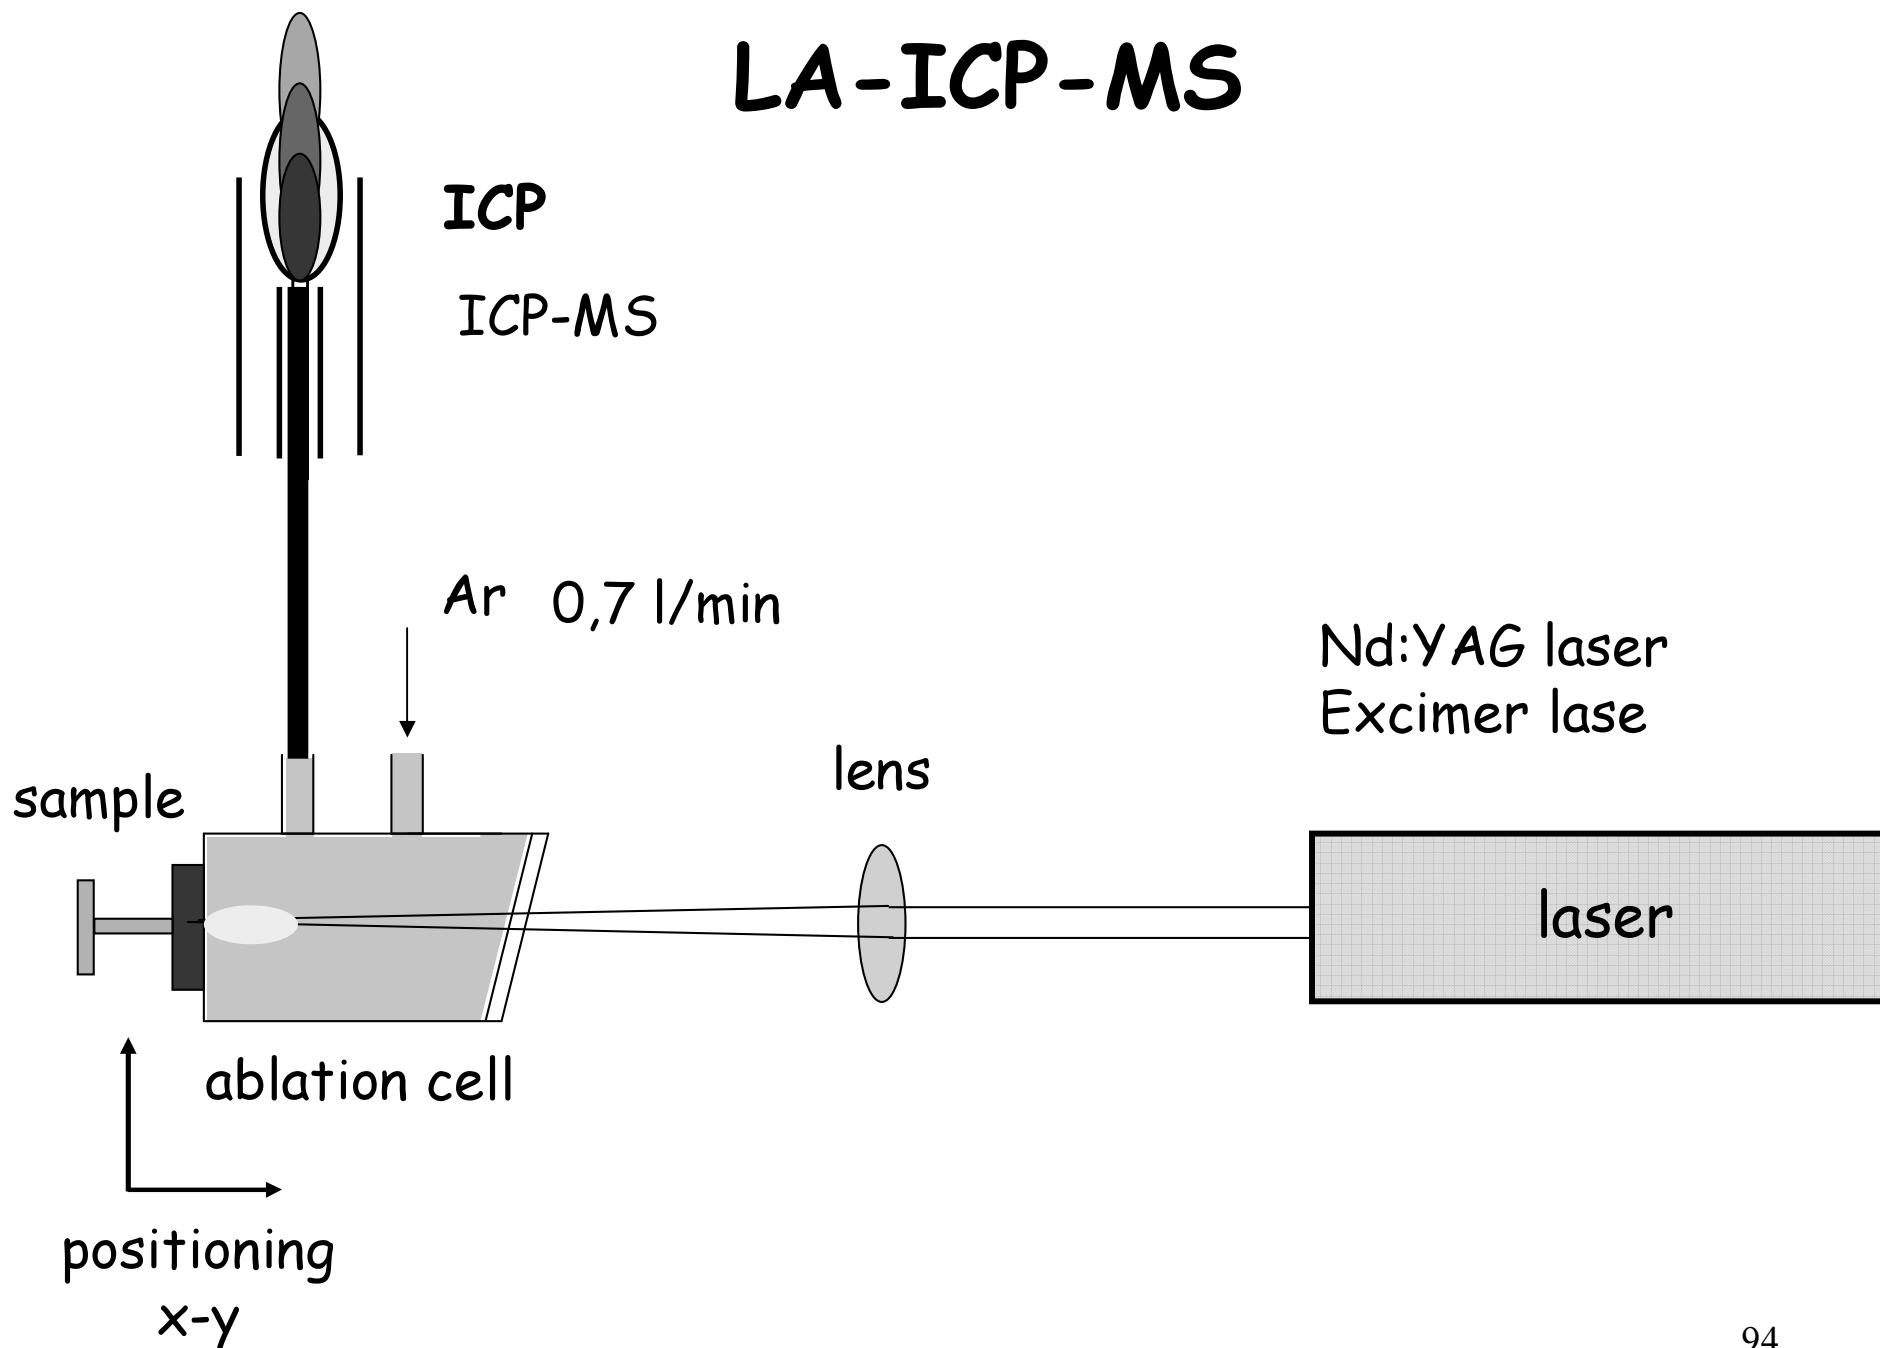 LA-ICP-MS
ICP
ICP-MS
Ar 0,7 l/min
Nd:YAG laser
Excimer lase
lens
sample
laser
ablation cell
positioning
x-y
94